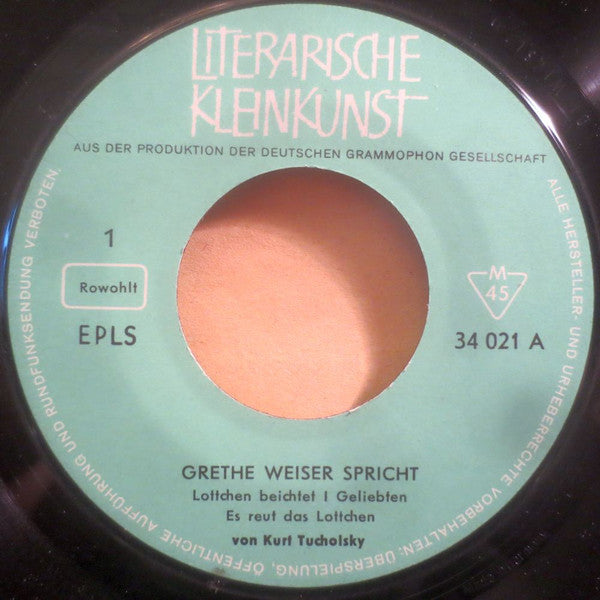 LITERARISCHE
KLEINKUNST
AUS DER PRODUKTION DER DEUTSCHEN GRAMMOPHON GESELLSCHAFT
1
Rowohlt
EPLS
M
45
34 021 A
GRETHE WEISER SPRICHT
Lottchen beichtet I Geliebten
Es reut das Lottchen
von Kurt Tucholsky
ALLE HERSTELLER- UND URHEBERRECHTE VORBEHALTEN: ÜBERSPIELUNG, ÖFFENTLICHE AUFFÜHRUNG UND RUNDFUNKSENDUNG VERBOTEN.